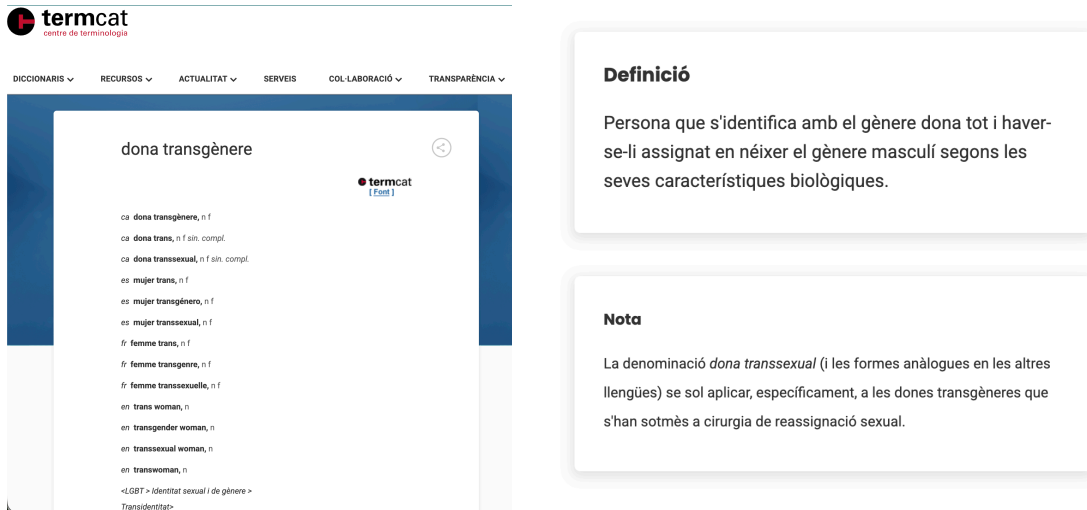 termcat
centre de terminologia
DICCIONARIS
RECURSOS
ACTUALITAT
SERVEIS
COL·LABORACIÓ
TRANSPARÈNCIA
dona transgènere
termcat
[ Font ]
ca dona transgènere, n f
ca dona trans, n f sin. compl.
ca dona transsexual, n f sin. compl.
es mujer trans, n f
es mujer transgénero, n f
es mujer transsexual, n f
fr femme trans, n f
fr femme transgenre, n f
fr femme transsexuelle, n f
en trans woman, n
en transgender woman, n
en transsexual woman, n
en transwoman, n
<LGBT > Identitat sexual i de gènere >
Transidentitat>
Definició
Persona que s'identifica amb el gènere dona tot i haver-
se-li assignat en néixer el gènere masculí segons les
seves característiques biològiques.
Nota
La denominació dona transsexual (i les formes anàlogues en les altres
llengües) se sol aplicar, específicament, a les dones transgèneres que
s'han sotmès a cirurgia de reassignació sexual.